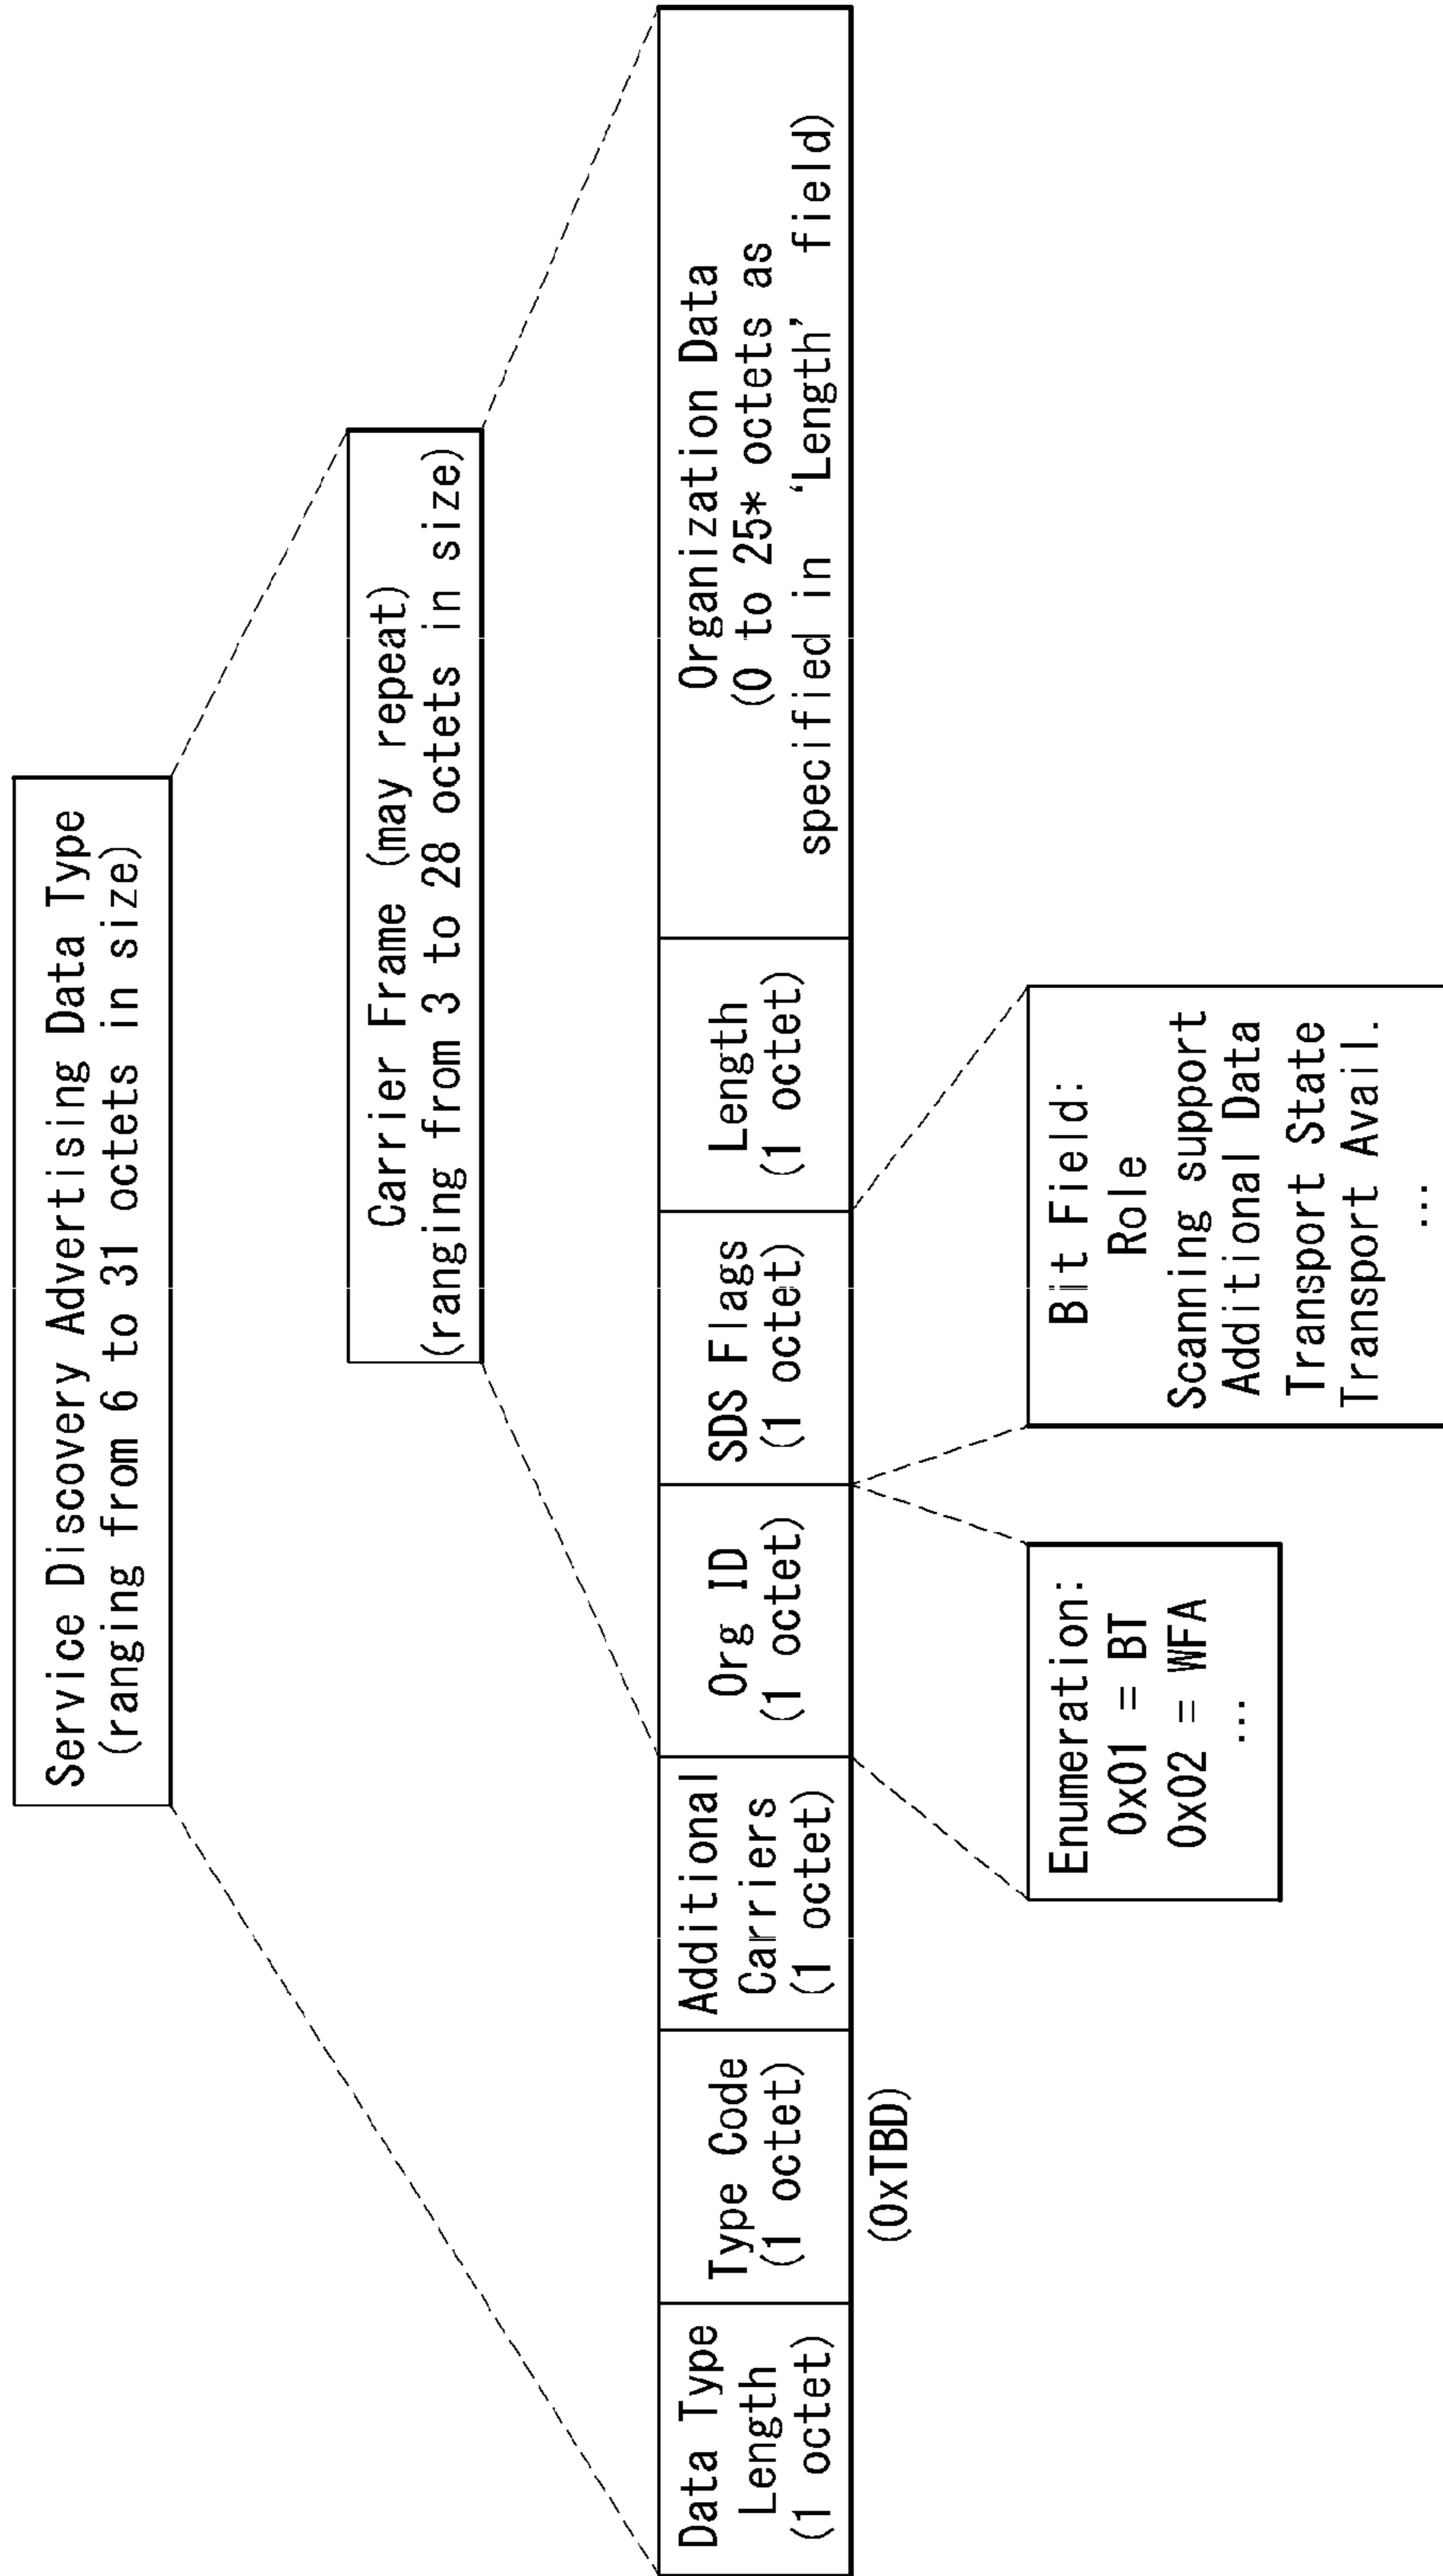 Service Discovery Advertising Data Type
(ranging from 6 to 31 octets in size)
Carrier Frame (may repeat)
(ranging from 3 to 28 octets in size)
Data Type
Length
(1 octet)
Type Code
(1 octet)
Additional
Carriers
(1 octet)
Org ID
(1 octet)
SDS Flags
(1 octet)
Length
(1 octet)
Organization Data
(0 to 25* octets as
specified in 'Length' field)
(0xTBD)
Enumeration:
0x01 = BT
0x02 = WFA
...
Bit Field:
Role
Scanning support
Additional Data
Transport State
Transport Avail.
...